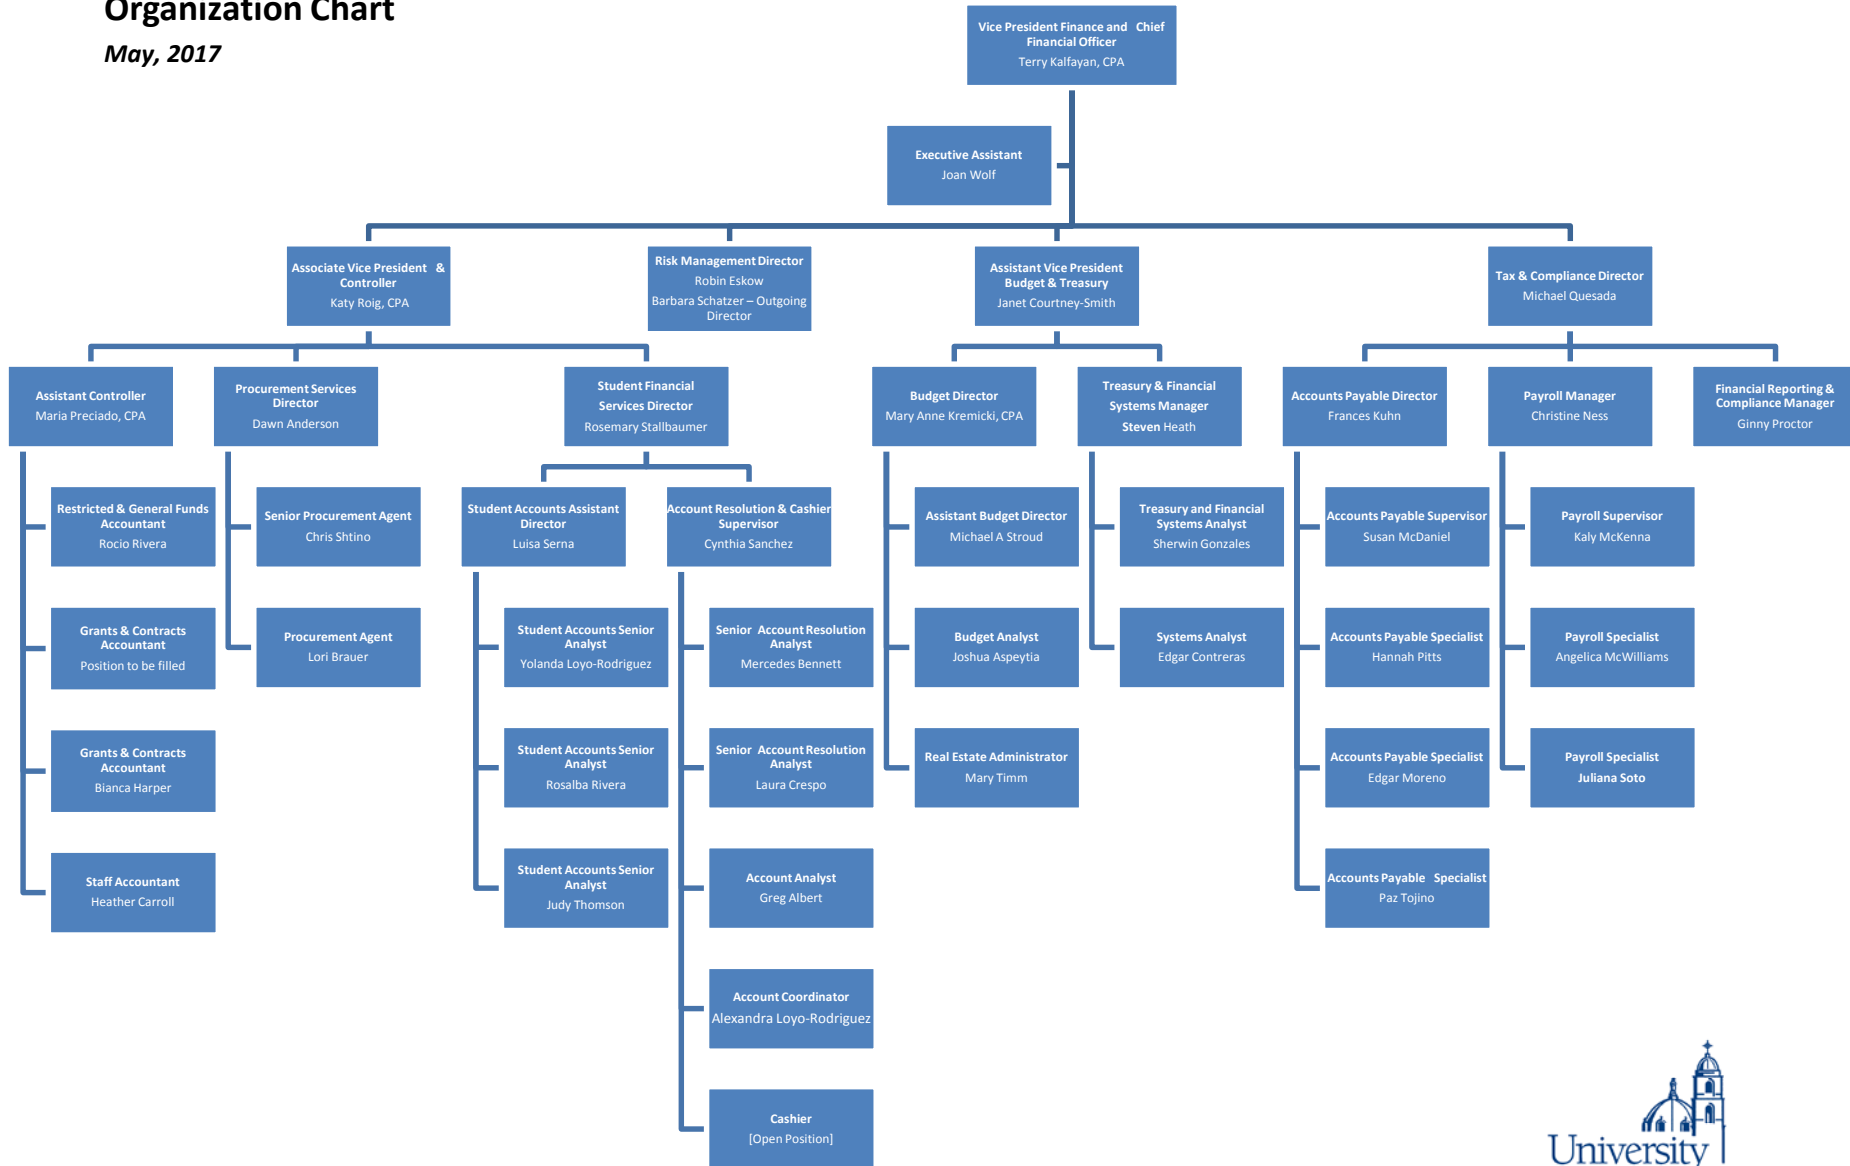 Organization Chart
May, 2017
Vice President Finance and Chief
Financial Officer
Terry Kalfayan, CPA
Executive Assistant
Joan Wolf
Associate Vice President &
Controller
Katy Roig, CPA
Risk Management Director
Robin Eskow
Barbara Schatzer – Outgoing
Director
Assistant Vice President
Budget & Treasury
Janet Courtney-Smith
Tax & Compliance Director
Michael Quesada
Assistant Controller
Maria Preciado, CPA
Procurement Services
Director
Dawn Anderson
Student Financial
Services Director
Rosemary Stallbaumer
Budget Director
Mary Anne Kremicki, CPA
Treasury & Financial
Systems Manager
Steven Heath
Accounts Payable Director
Frances Kuhn
Payroll Manager
Christine Ness
Financial Reporting &
Compliance Manager
Ginny Proctor
Restricted & General Funds
Accountant
Rocio Rivera
Senior Procurement Agent
Chris Shtino
Student Accounts Assistant
Director
Luisa Serna
Account Resolution & Cashier
Supervisor
Cynthia Sanchez
Assistant Budget Director
Michael A Stroud
Treasury and Financial
Systems Analyst
Sherwin Gonzales
Accounts Payable Supervisor
Susan McDaniel
Payroll Supervisor
Kaly McKenna
Grants & Contracts
Accountant
Position to be filled
Procurement Agent
Lori Brauer
Student Accounts Senior
Analyst
Yolanda Loyo-Rodriguez
Senior Account Resolution
Analyst
Mercedes Bennett
Budget Analyst
Joshua Aspeytia
Systems Analyst
Edgar Contreras
Accounts Payable Specialist
Hannah Pitts
Payroll Specialist
Angelica McWilliams
Grants & Contracts
Accountant
Bianca Harper
Student Accounts Senior
Analyst
Rosalba Rivera
Senior Account Resolution
Analyst
Laura Crespo
Real Estate Administrator
Mary Timm
Accounts Payable Specialist
Edgar Moreno
Payroll Specialist
Juliana Soto
Staff Accountant
Heather Carroll
Student Accounts Senior
Analyst
Judy Thomson
Account Analyst
Greg Albert
Accounts Payable Specialist
Paz Tojino
Account Coordinator
Alexandra Loyo-Rodriguez
Cashier
[Open Position]
University